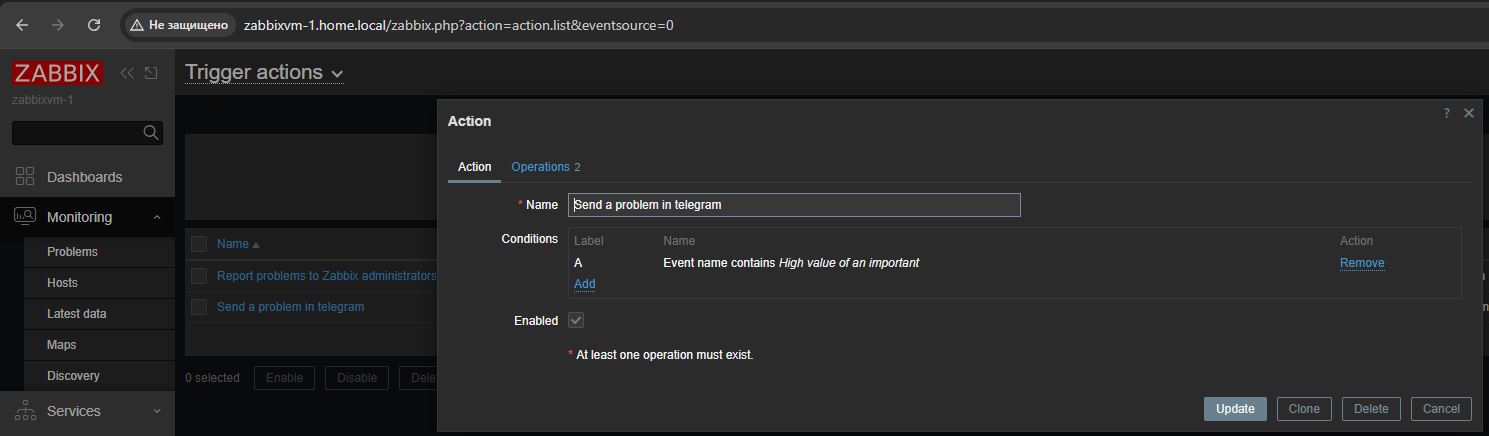 Не защищено zabbixvm-1.home.local/zabbix.php?action=action.list&eventsource=0
ZABBIX
zabbixvm-1
Dashboards
Monitoring
Problems
Hosts
Latest data
Maps
Discovery
Services
Trigger actions
Name
Report problems to Zabbix administrators
Send a problem in telegram
0 selected Enable Disable
Action ?
Action Operations 2
* Name Send a problem in telegram
Conditions Label Name Action
A Event name contains High value of an important Remove
Add
Enabled
* At least one operation must exist.
Update Clone Delete Cancel